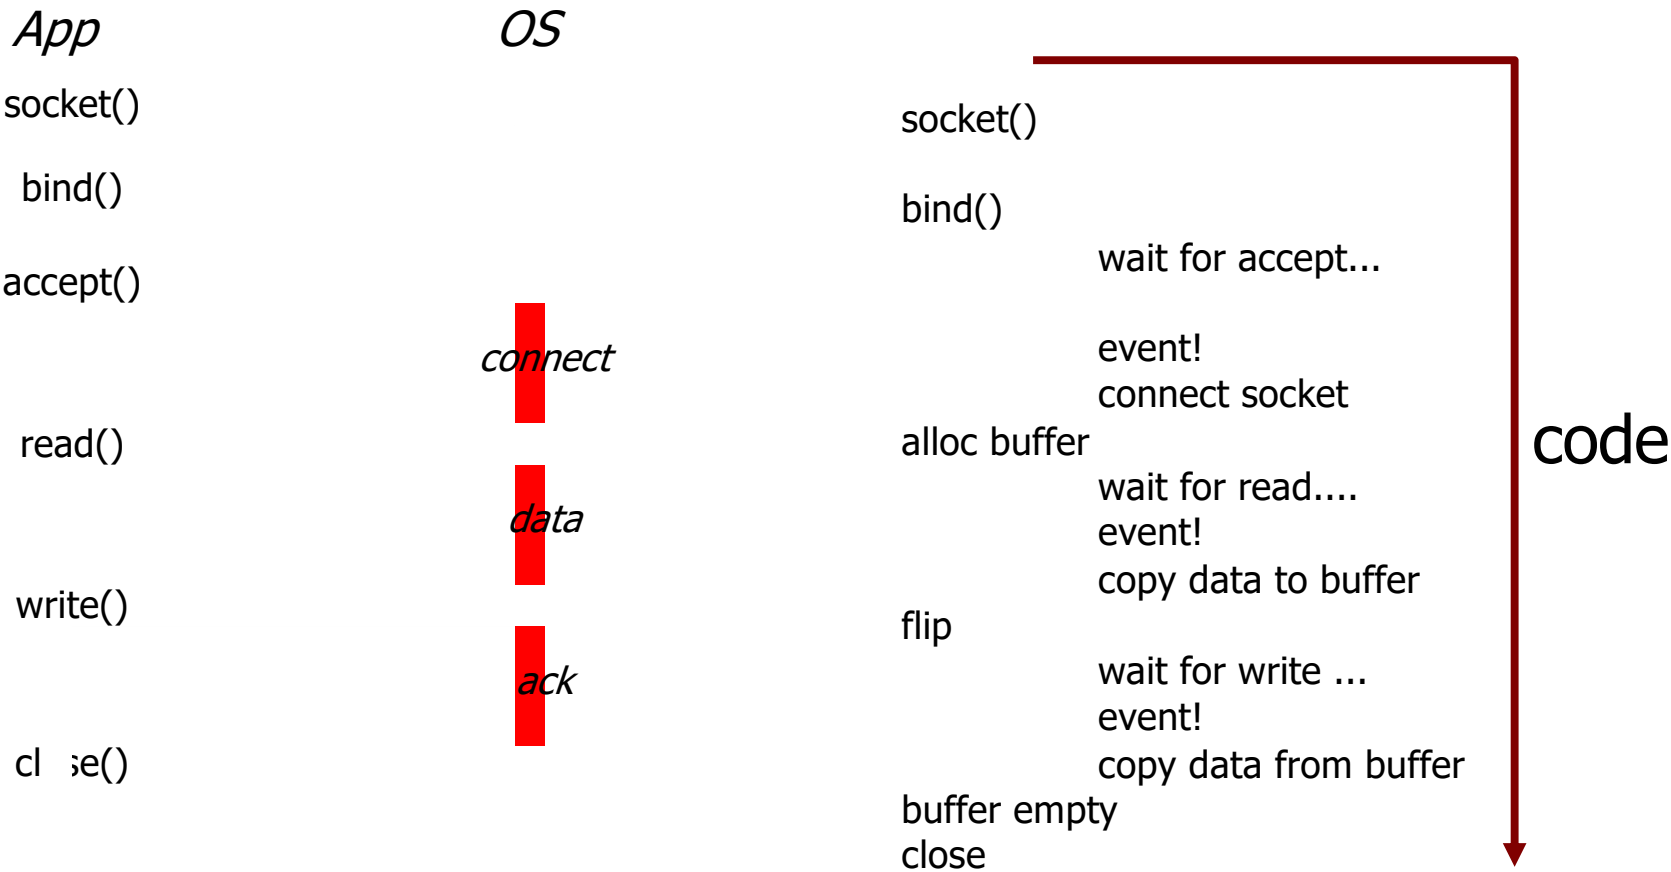 App
OS
socket()
bind()
accept()
connect
read()
data
write()
ack
cl se()
socket()
bind()
wait for accept...
event!
connect socket
alloc buffer
wait for read....
event!
copy data to buffer
flip
wait for write ...
event!
copy data from buffer
buffer empty
close
code